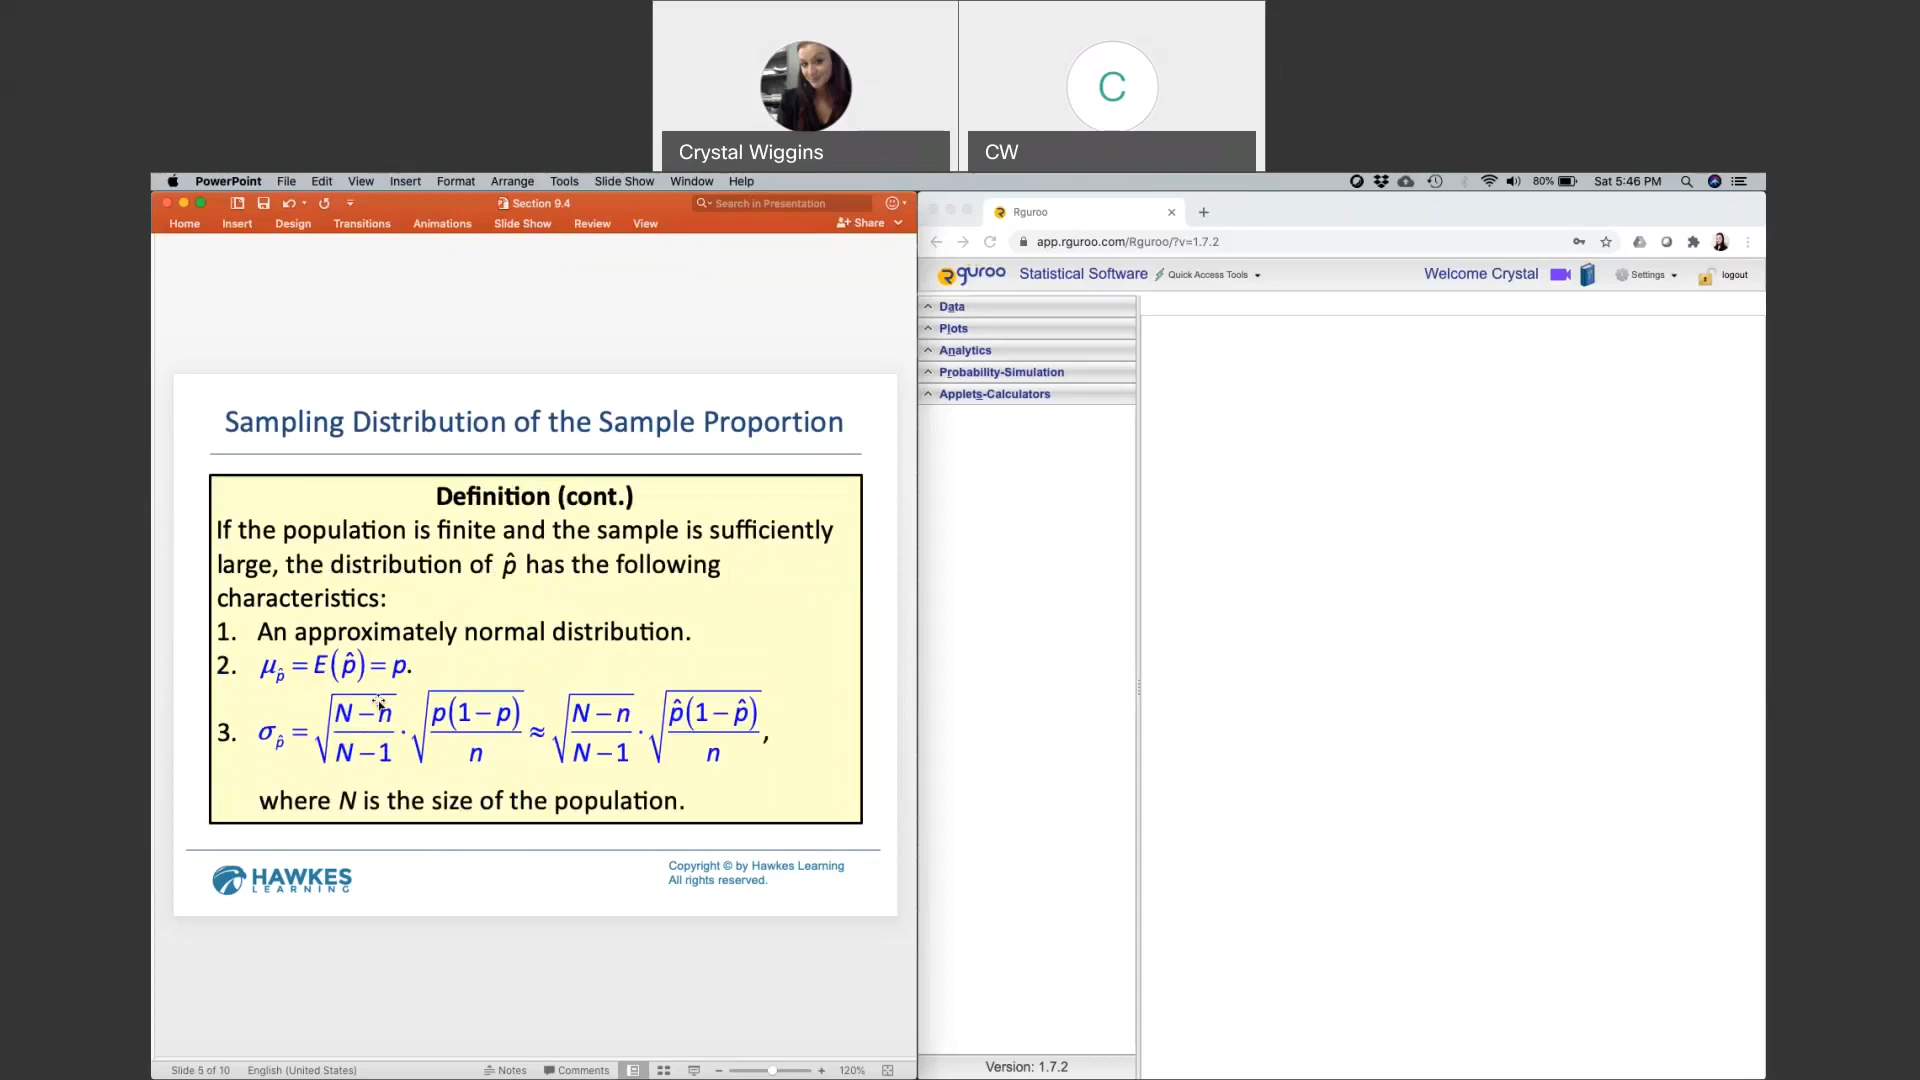 C
Crystal Wiggins
CW
PowerPoint File Edit View Insert Format Arrange Tools Slide Show Window Help
80% Sat 5:46 PM
Section 9.4
Search in Presentation
Home Insert Design Transitions Animations Slide Show Review View
Share
Sampling Distribution of the Sample Proportion
Definition (cont.)
If the population is finite and the sample is sufficiently
large, the distribution of p̂ has the following
characteristics:
1. An approximately normal distribution.
2. μ_p̂ = E(p̂) = p.
3. σ_p̂ = √((N − n)/(N − 1)) · √(p(1 − p)/n) ≈ √((N − n)/(N − 1)) · √(p̂(1 − p̂)/n),
where N is the size of the population.
HAWKES
LEARNING
Copyright © by Hawkes Learning
All rights reserved.
Slide 5 of 10 English (United States)
Notes Comments 120%
Rguroo
app.rguroo.com/Rguroo/?v=1.7.2
Rguroo Statistical Software Quick Access Tools
Welcome Crystal Settings logout
Data
Plots
Analytics
Probability-Simulation
Applets-Calculators
Version: 1.7.2